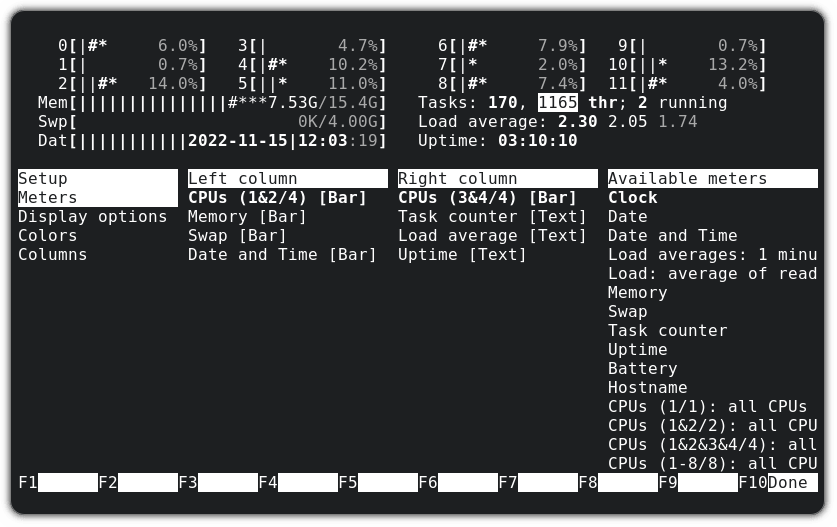 0[|#* 6.0%] 3[| 4.7%] 6[|#* 7.9%] 9[| 0.7%]
1[| 0.7%] 4[|#* 10.2%] 7[|* 2.0%] 10[||* 13.2%]
2[||#* 14.0%] 5[||* 11.0%] 8[|#* 7.4%] 11[|#* 4.0%]
Mem[|||||||||||||||#***7.53G/15.4G] Tasks: 170, 1165 thr; 2 running
Swp[ 0K/4.00G] Load average: 2.30 2.05 1.74
Dat[|||||||||||2022-11-15|12:03:19] Uptime: 03:10:10
Setup Left column Right column Available meters
Meters CPUs (1&2/4) [Bar] CPUs (3&4/4) [Bar] Clock
Display options Memory [Bar] Task counter [Text] Date
Colors Swap [Bar] Load average [Text] Date and Time
Columns Date and Time [Bar] Uptime [Text] Load averages: 1 minu
Load: average of read
Memory
Swap
Task counter
Uptime
Battery
Hostname
CPUs (1/1): all CPUs
CPUs (1&2/2): all CPU
CPUs (1&2&3&4/4): all
CPUs (1-8/8): all CPU
F1 F2 F3 F4 F5 F6 F7 F8 F9 F10Done